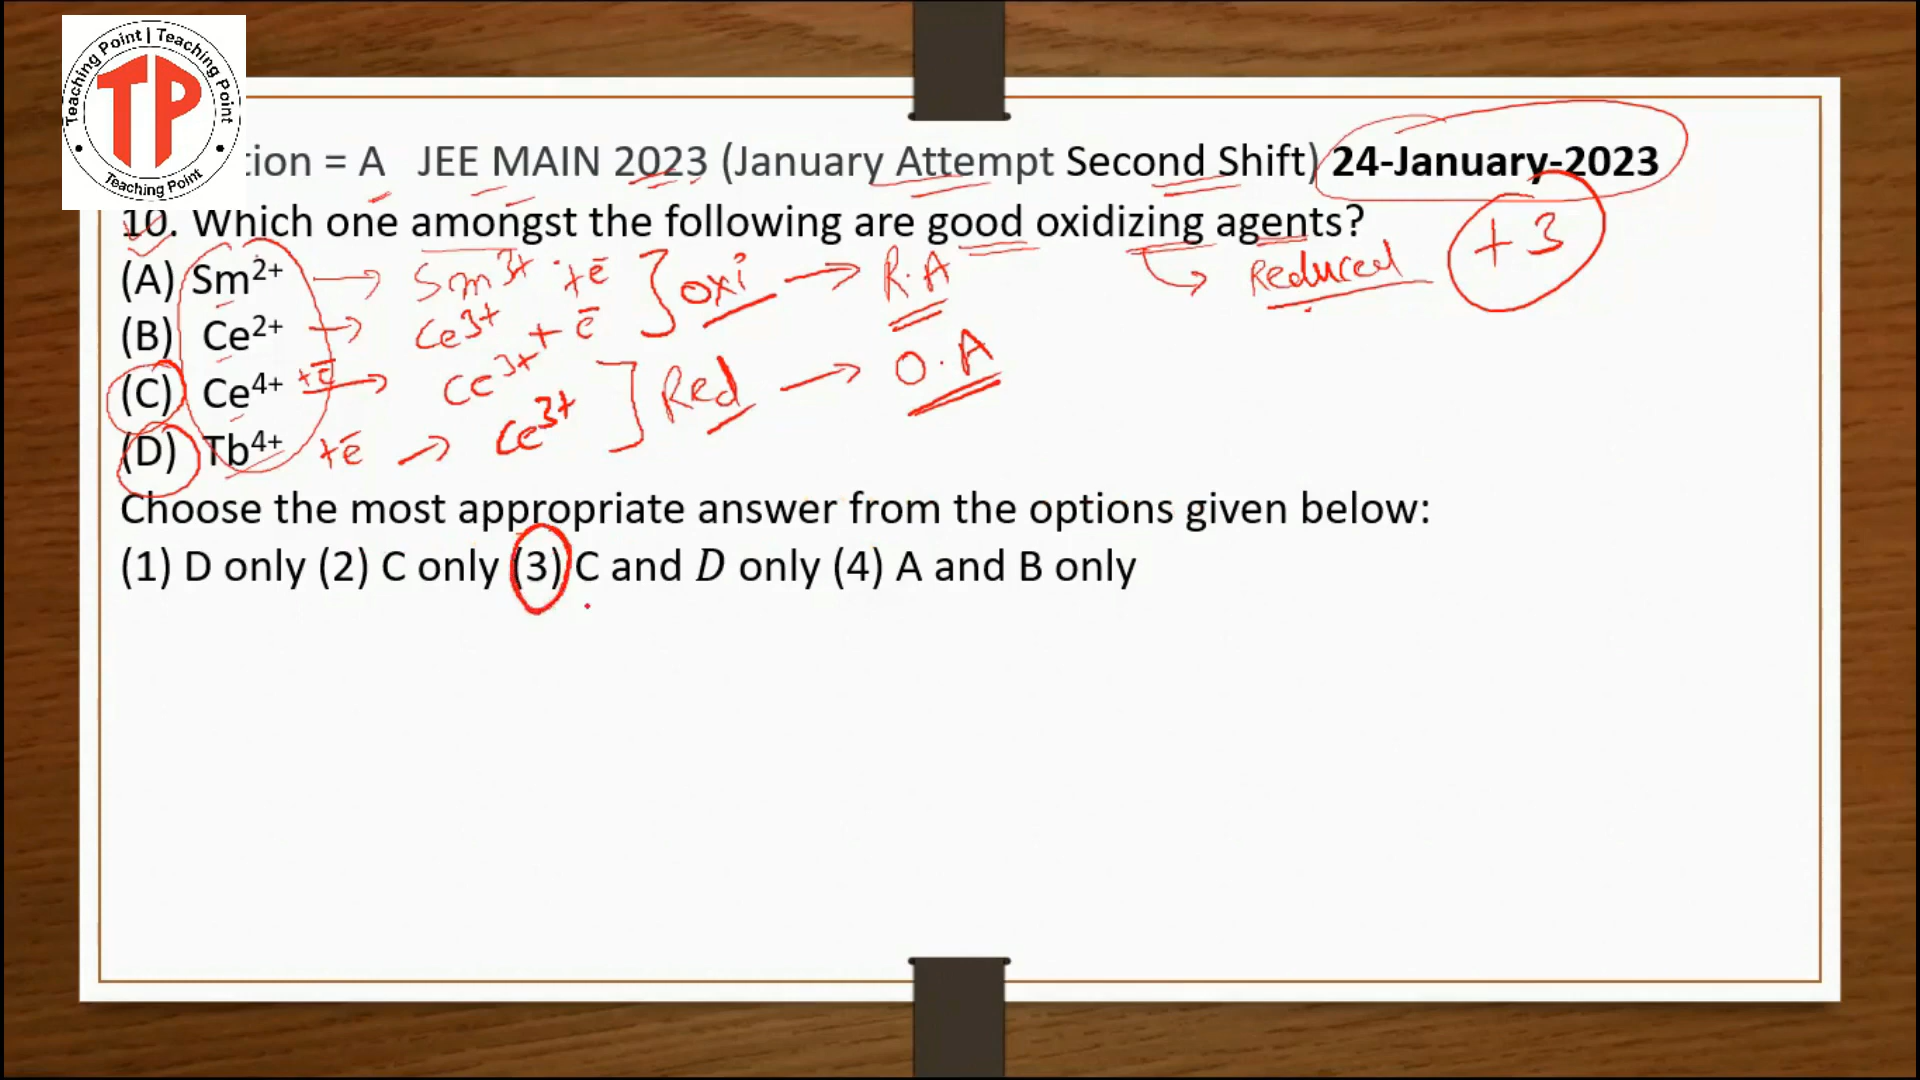 Teaching Point | Teaching Point
TP
Teaching Point
tion = A JEE MAIN 2023 (January Attempt Second Shift) 24-January-2023
10. Which one amongst the following are good oxidizing agents?
+3
Reduced
(A) Sm²⁺ → Sm³⁺ + ē ] oxi → R.A
(B) Ce²⁺ → Ce³⁺ + ē
(C) Ce⁴⁺ +ē → Ce³⁺ ] Red → O.A
(D) Tb⁴⁺ +ē → Ce³⁺
Choose the most appropriate answer from the options given below:
(1) D only (2) C only (3) C and D only (4) A and B only